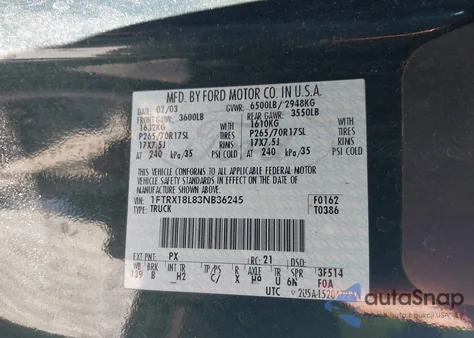 MFD. BY FORD MOTOR CO. IN U.S.A.
DATE: 02/03 GVWR: 6500LB/2948KG
FRONT GAWR: 3600LB REAR GAWR: 3550LB
1632KG WITH 1610KG WITH
P265/70R17SL TIRES P265/70R17SL TIRES
17X7.5J RIMS 17X7.5J RIMS
AT 240 kPa/35 PSI COLD AT 240 kPa/35 PSI COLD
THIS VEHICLE CONFORMS TO ALL APPLICABLE FEDERAL MOTOR
VEHICLE SAFETY STANDARDS IN EFFECT ON THE DATE OF
MANUFACTURE SHOWN ABOVE.
VIN: 1FTRX18L83NB36245 F0162
TYPE: TRUCK T0386
EXT PNT: PX RC: 21 DSO:
WB BRK INT TR TP/PS R AXLE TR SPR 3F514
139 B H2 C/ X H9 U 6N F0A
UTC
autoSnap